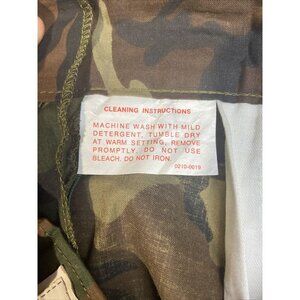 CLEANING INSTRUCTIONS
MACHINE WASH WITH MILD
DETERGENT, TUMBLE DRY
AT WARM SETTING, REMOVE
PROMPTLY. DO NOT USE
BLEACH. DO NOT IRON.
0210-0019